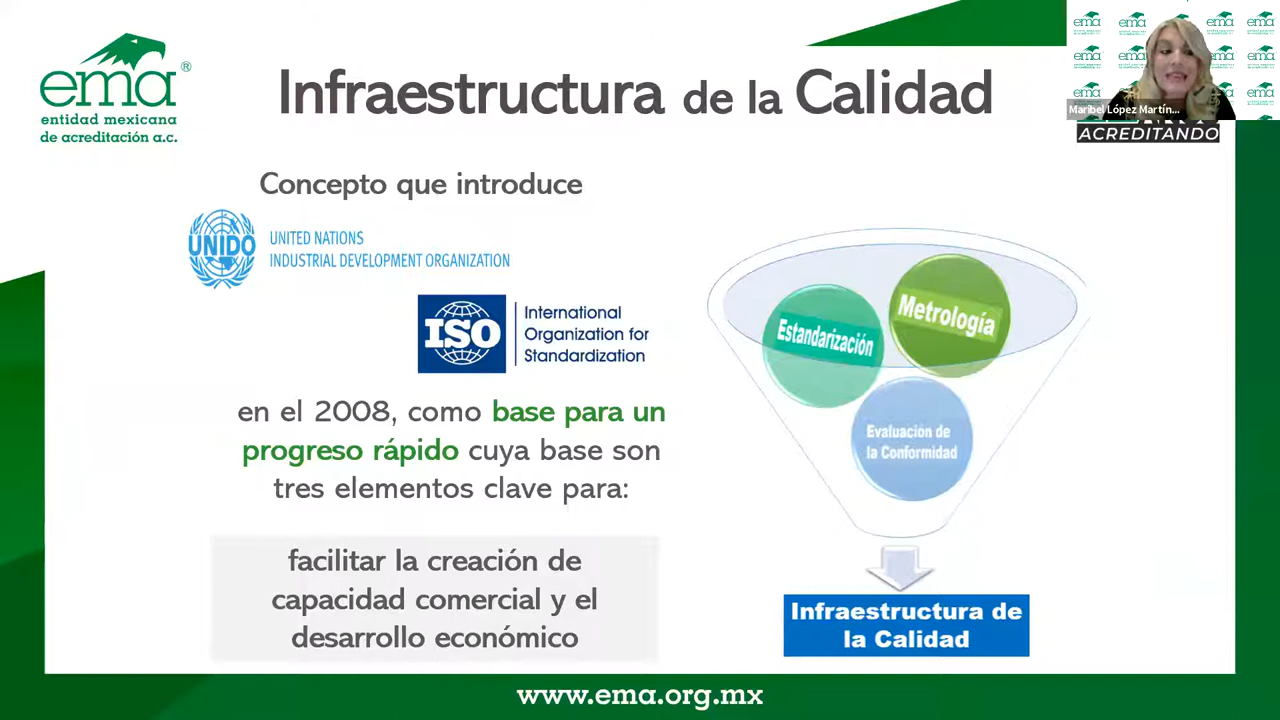 ema®
entidad mexicana
de acreditación a.c.
Infraestructura de la Calidad
Maribel López Martín...
ACREDITANDO
Concepto que introduce
UNIDO
UNITED NATIONS
INDUSTRIAL DEVELOPMENT ORGANIZATION
ISO
International
Organization for
Standardization
en el 2008, como base para un
progreso rápido cuya base son
tres elementos clave para:
facilitar la creación de
capacidad comercial y el
desarrollo económico
Estandarización
Metrología
Evaluación de
la Conformidad
Infraestructura de
la Calidad
www.ema.org.mx